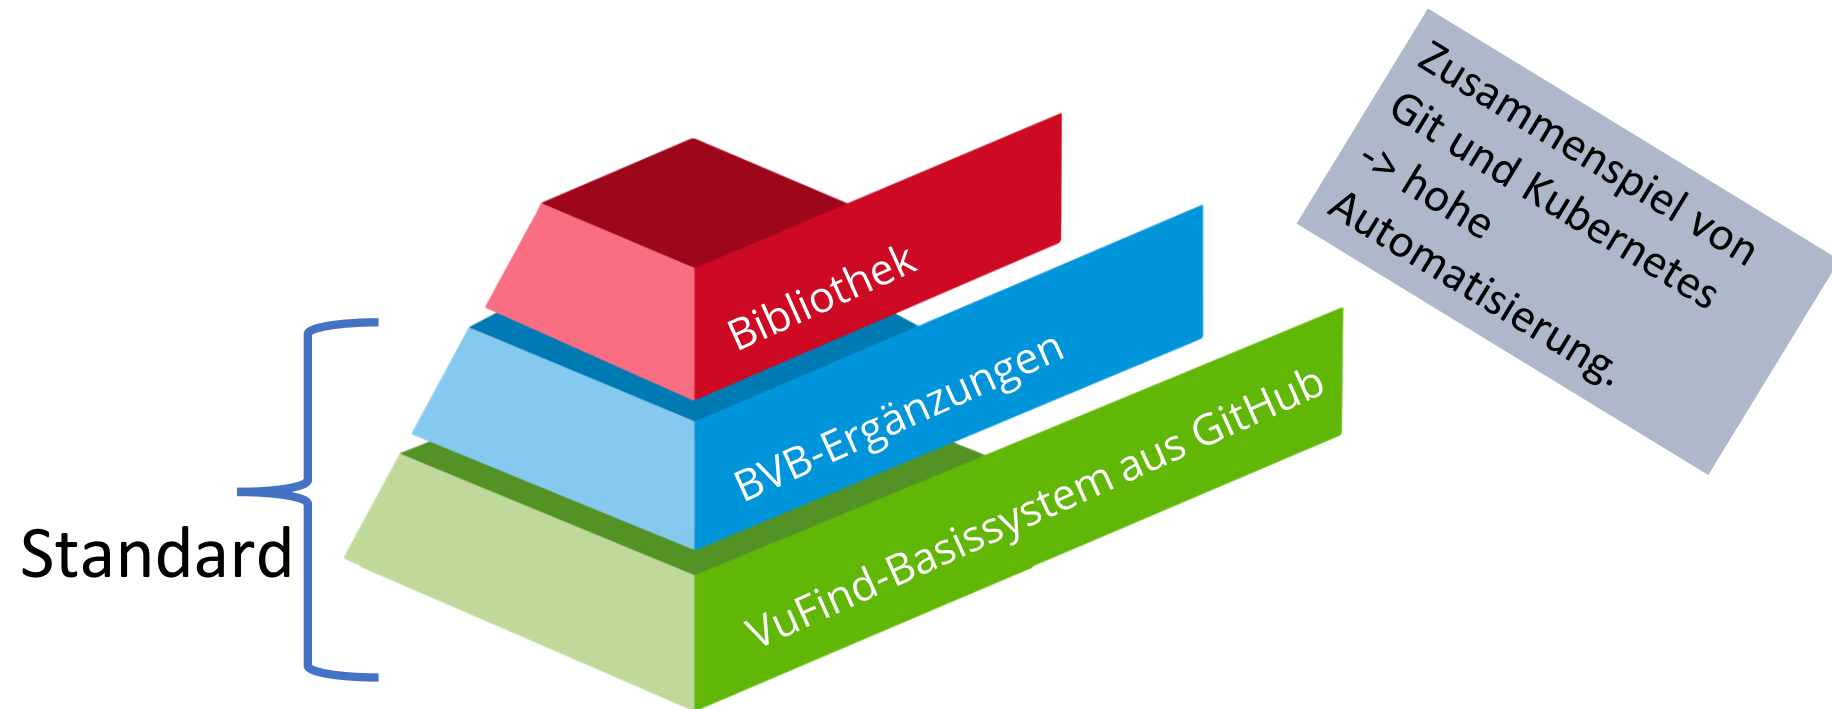 Zusammenspiel von
Git und Kubernetes
-> hohe
Automatisierung.
Bibliothek
BVB-Ergänzungen
VuFind-Basissystem aus GitHub
Standard